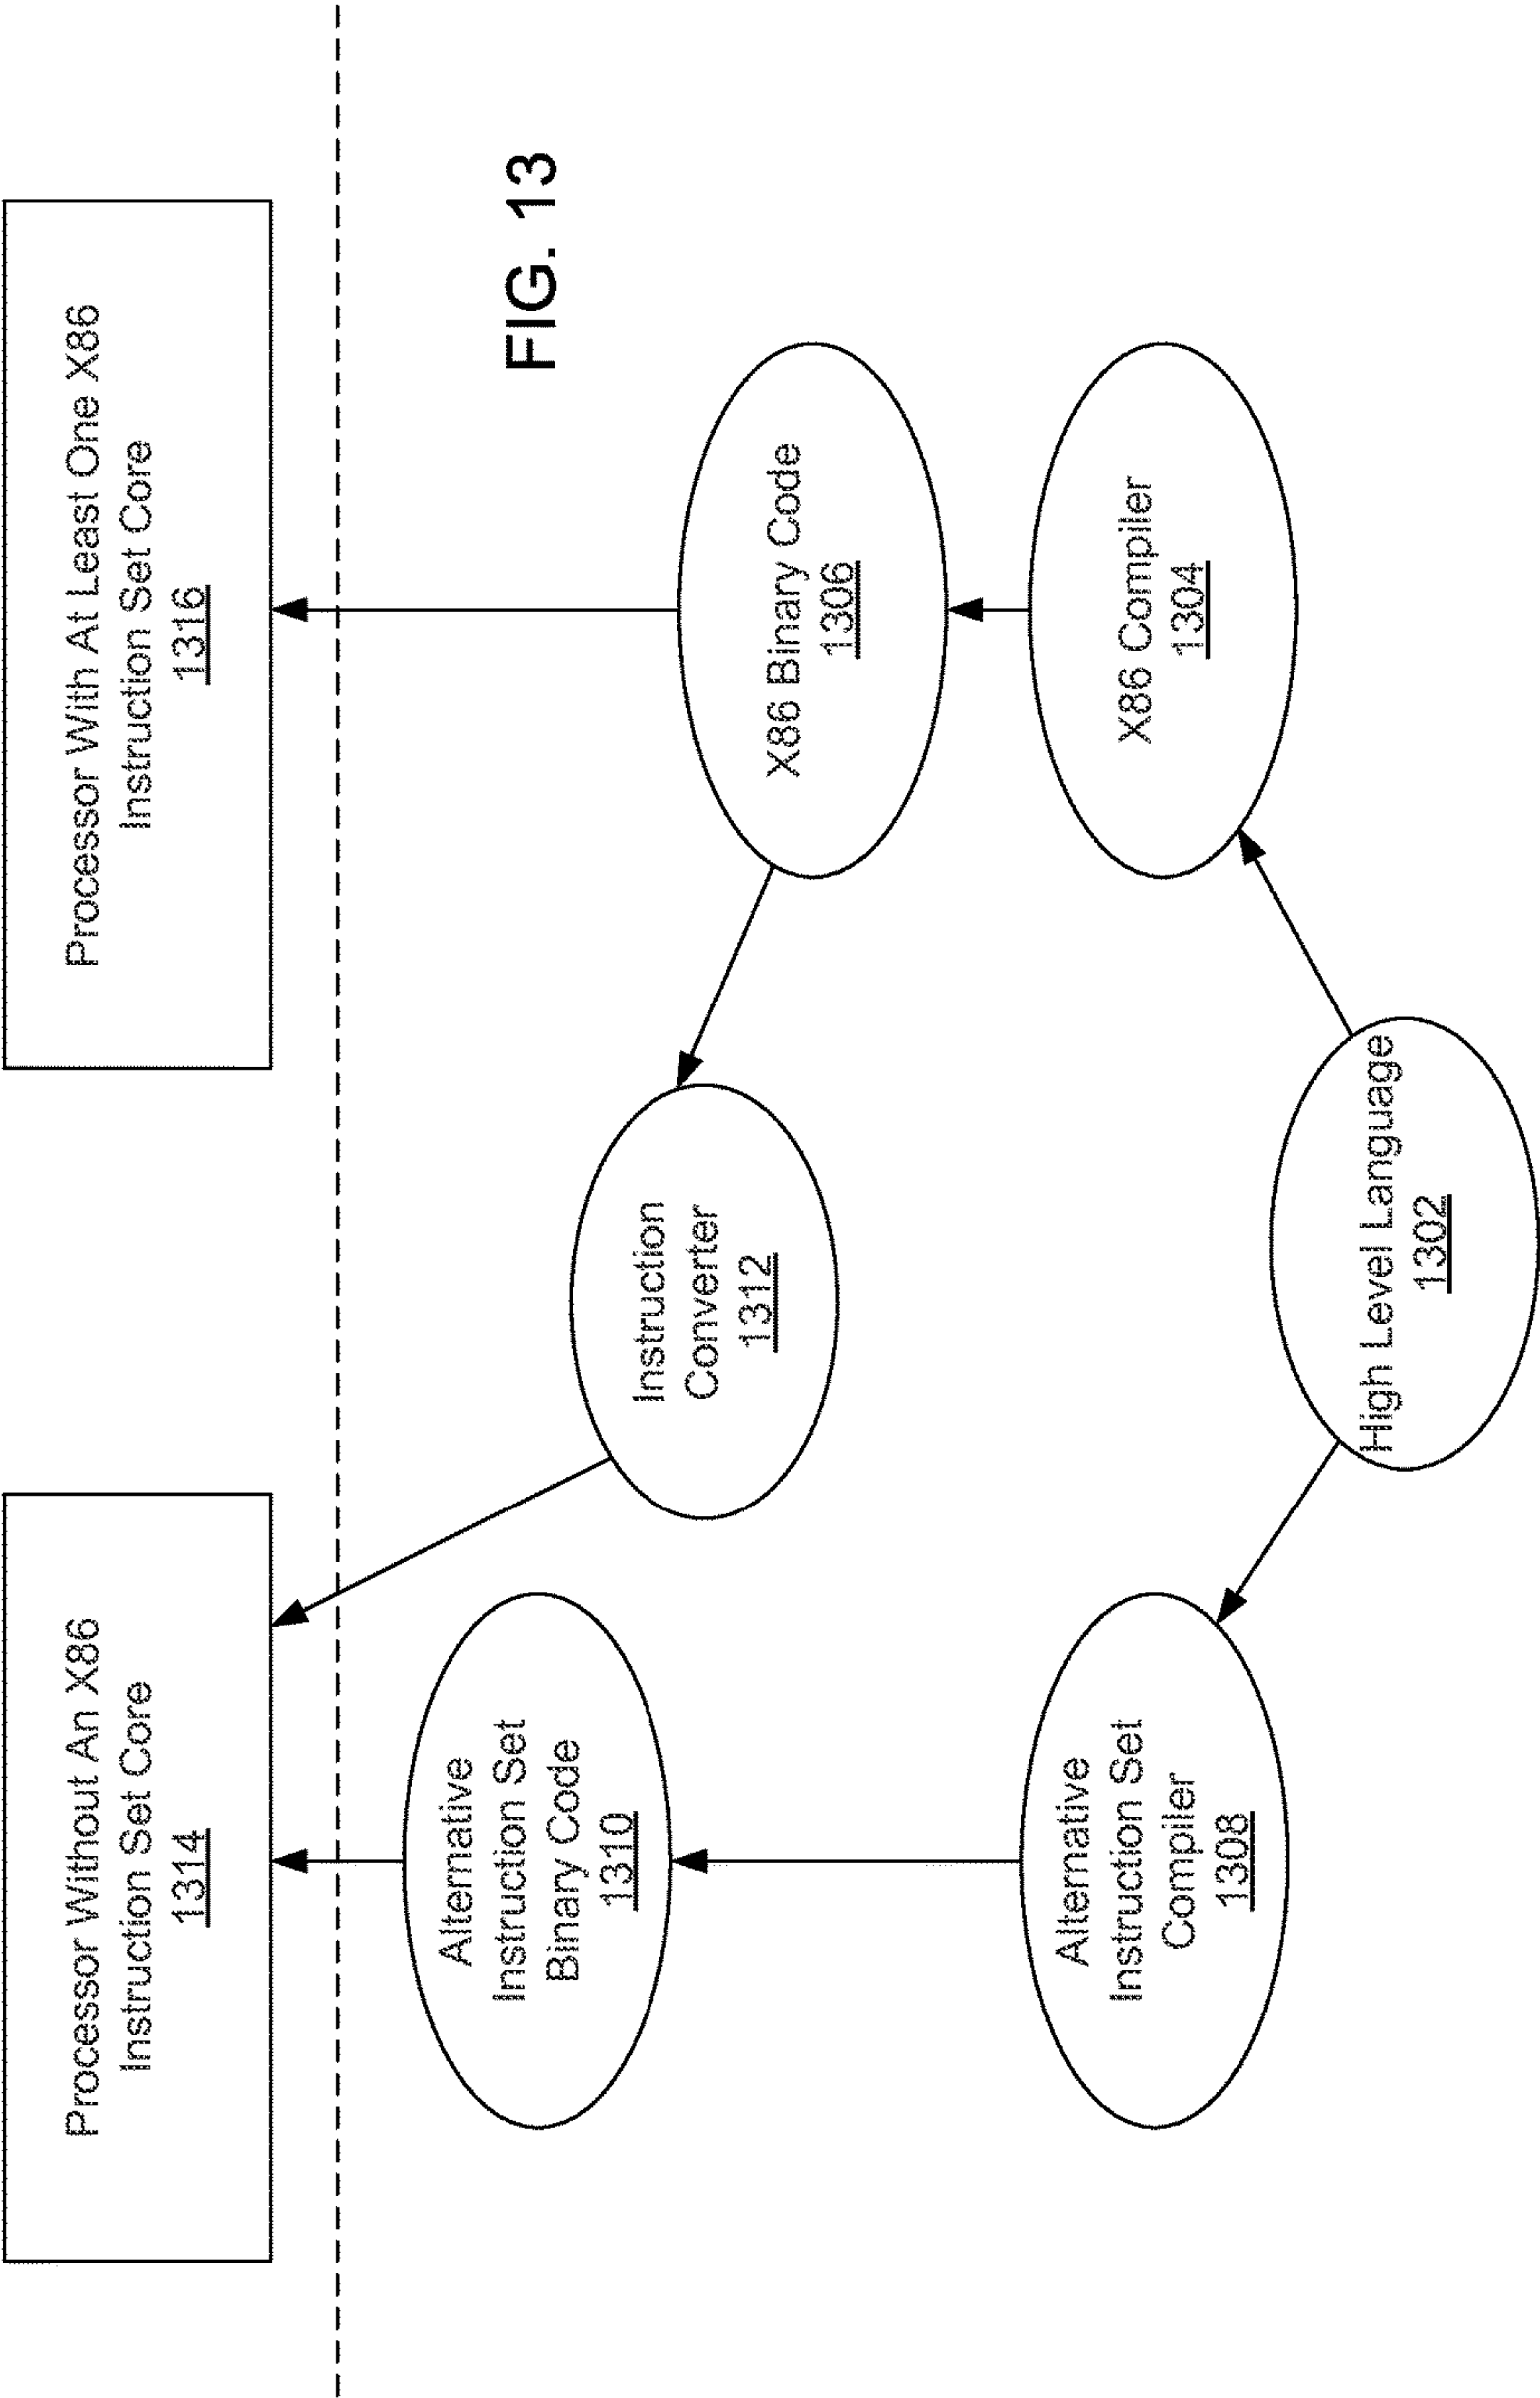 Processor Without An X86
Instruction Set Core
1314
Processor With At Least One X86
Instruction Set Core
1316
Alternative
Instruction Set
Binary Code
1310
FIG. 13
Instruction
Converter
1312
X86 Binary Code
1306
Alternative
Instruction Set
Compiler
1308
X86 Compiler
1304
High Level Language
1302